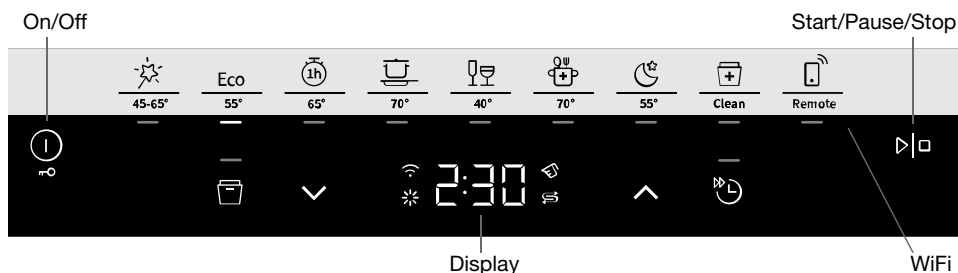 On/Off Start/Pause/Stop
Eco 1h
45-65° 55° 65° 70° 40° 70° 55° Clean Remote
2:30
Display WiFi